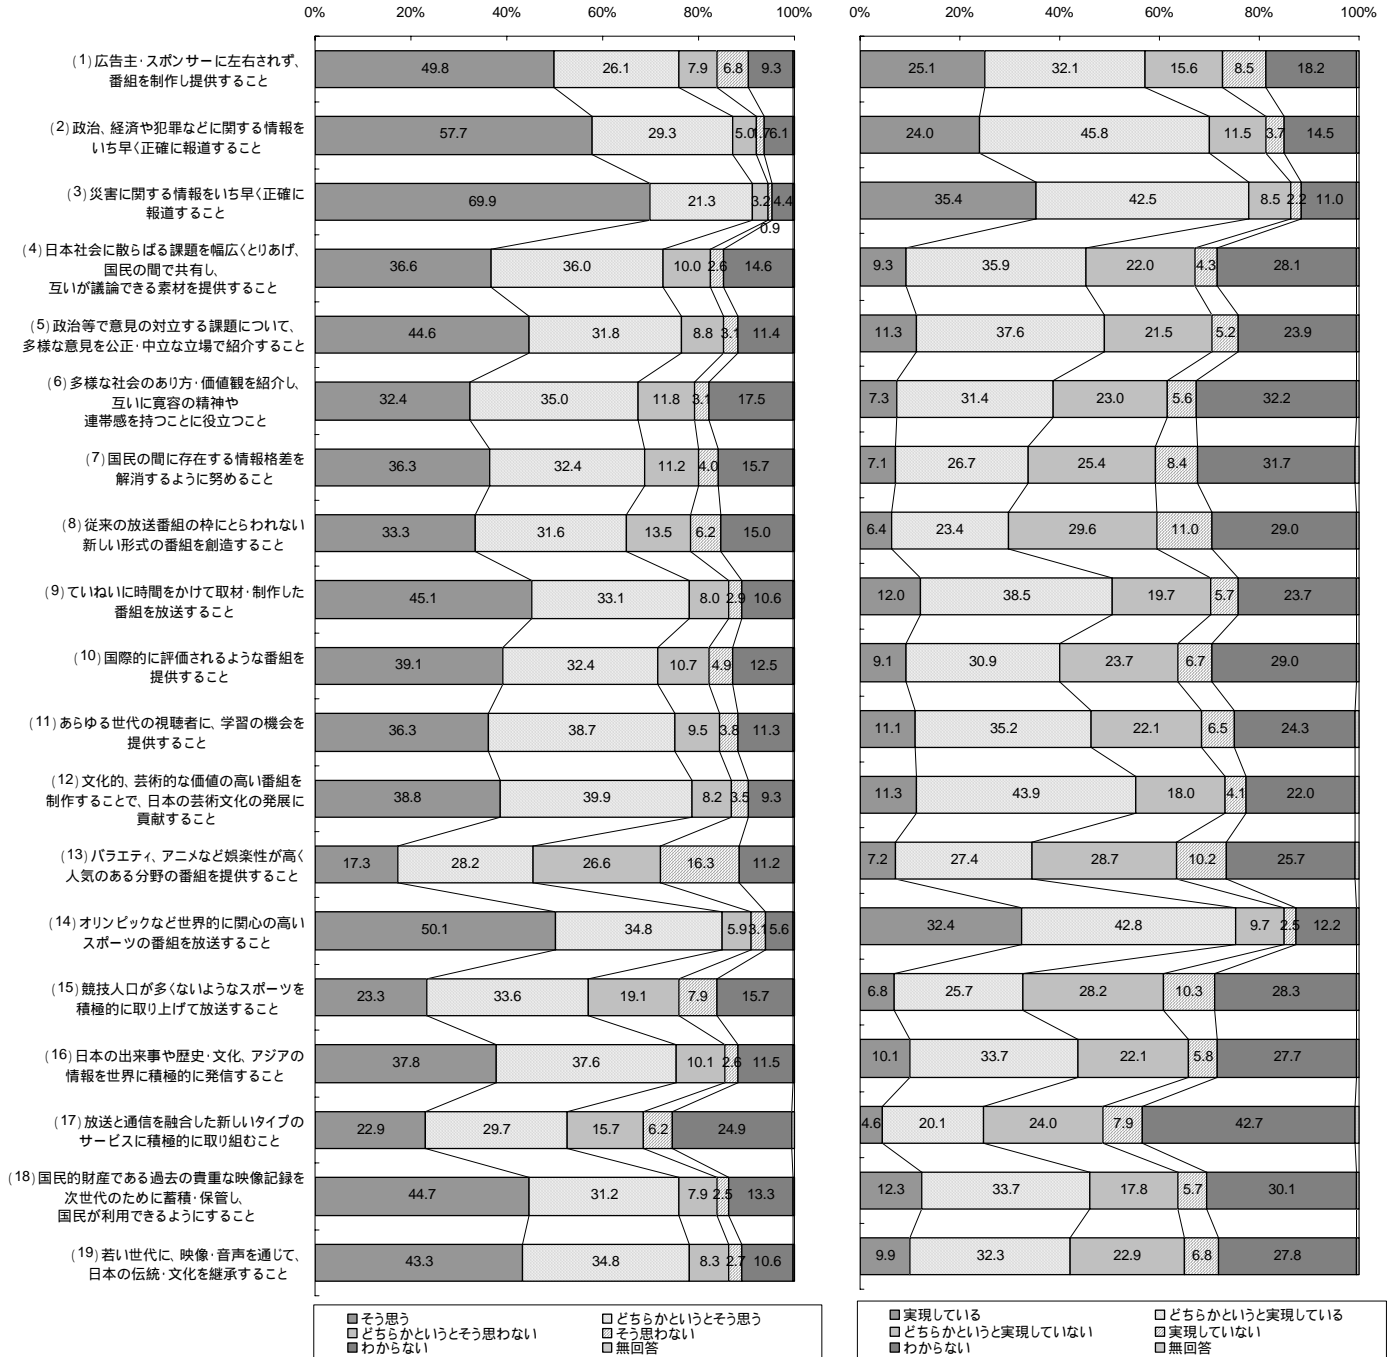 0% 20% 40% 60% 80% 100%
0% 20% 40% 60% 80% 100%
(1)広告主・スポンサーに左右されず、
番組を制作し提供すること
49.8 26.1 7.9 6.8 9.3
25.1 32.1 15.6 8.5 18.2
(2)政治、経済や犯罪などに関する情報を
いち早く正確に報道すること
57.7 29.3 5.0 1.7 6.1
24.0 45.8 11.5 3.7 14.5
(3)災害に関する情報をいち早く正確に
報道すること
69.9 21.3 3.2 4.4
0.9
35.4 42.5 8.5 2.2 11.0
(4)日本社会に散らばる課題を幅広くとりあげ、
国民の間で共有し、
互いが議論できる素材を提供すること
36.6 36.0 10.0 2.6 14.6
9.3 35.9 22.0 4.3 28.1
(5)政治等で意見の対立する課題について、
多様な意見を公正・中立な立場で紹介すること
44.6 31.8 8.8 3.1 11.4
11.3 37.6 21.5 5.2 23.9
(6)多様な社会のあり方・価値観を紹介し、
互いに寛容の精神や
連帯感を持つことに役立つこと
32.4 35.0 11.8 3.1 17.5
7.3 31.4 23.0 5.6 32.2
(7)国民の間に存在する情報格差を
解消するように努めること
36.3 32.4 11.2 4.0 15.7
7.1 26.7 25.4 8.4 31.7
(8)従来の放送番組の枠にとらわれない
新しい形式の番組を創造すること
33.3 31.6 13.5 6.2 15.0
6.4 23.4 29.6 11.0 29.0
(9)ていねいに時間をかけて取材・制作した
番組を放送すること
45.1 33.1 8.0 2.9 10.6
12.0 38.5 19.7 5.7 23.7
(10)国際的に評価されるような番組を
提供すること
39.1 32.4 10.7 4.9 12.5
9.1 30.9 23.7 6.7 29.0
(11)あらゆる世代の視聴者に、学習の機会を
提供すること
36.3 38.7 9.5 3.8 11.3
11.1 35.2 22.1 6.5 24.3
(12)文化的、芸術的な価値の高い番組を
制作することで、日本の芸術文化の発展に
貢献すること
38.8 39.9 8.2 3.5 9.3
11.3 43.9 18.0 4.1 22.0
(13)バラエティ、アニメなど娯楽性が高く
人気のある分野の番組を提供すること
17.3 28.2 26.6 16.3 11.2
7.2 27.4 28.7 10.2 25.7
(14)オリンピックなど世界的に関心の高い
スポーツの番組を放送すること
50.1 34.8 5.9 3.1 5.6
32.4 42.8 9.7 2.5 12.2
(15)競技人口が多くないようなスポーツを
積極的に取り上げて放送すること
23.3 33.6 19.1 7.9 15.7
6.8 25.7 28.2 10.3 28.3
(16)日本の出来事や歴史・文化、アジアの
情報を世界に積極的に発信すること
37.8 37.6 10.1 2.6 11.5
10.1 33.7 22.1 5.8 27.7
(17)放送と通信を融合した新しいタイプの
サービスに積極的に取り組むこと
22.9 29.7 15.7 6.2 24.9
4.6 20.1 24.0 7.9 42.7
(18)国民的財産である過去の貴重な映像記録を
次世代のために蓄積・保管し、
国民が利用できるようにすること
44.7 31.2 7.9 2.5 13.3
12.3 33.7 17.8 5.7 30.1
(19)若い世代に、映像・音声を通じて、
日本の伝統・文化を継承すること
43.3 34.8 8.3 2.7 10.6
9.9 32.3 22.9 6.8 27.8
そう思う どちらかというとそう思う
どちらかというとそう思わない そう思わない
わからない 無回答
実現している どちらかというと実現している
どちらかというと実現していない 実現していない
わからない 無回答